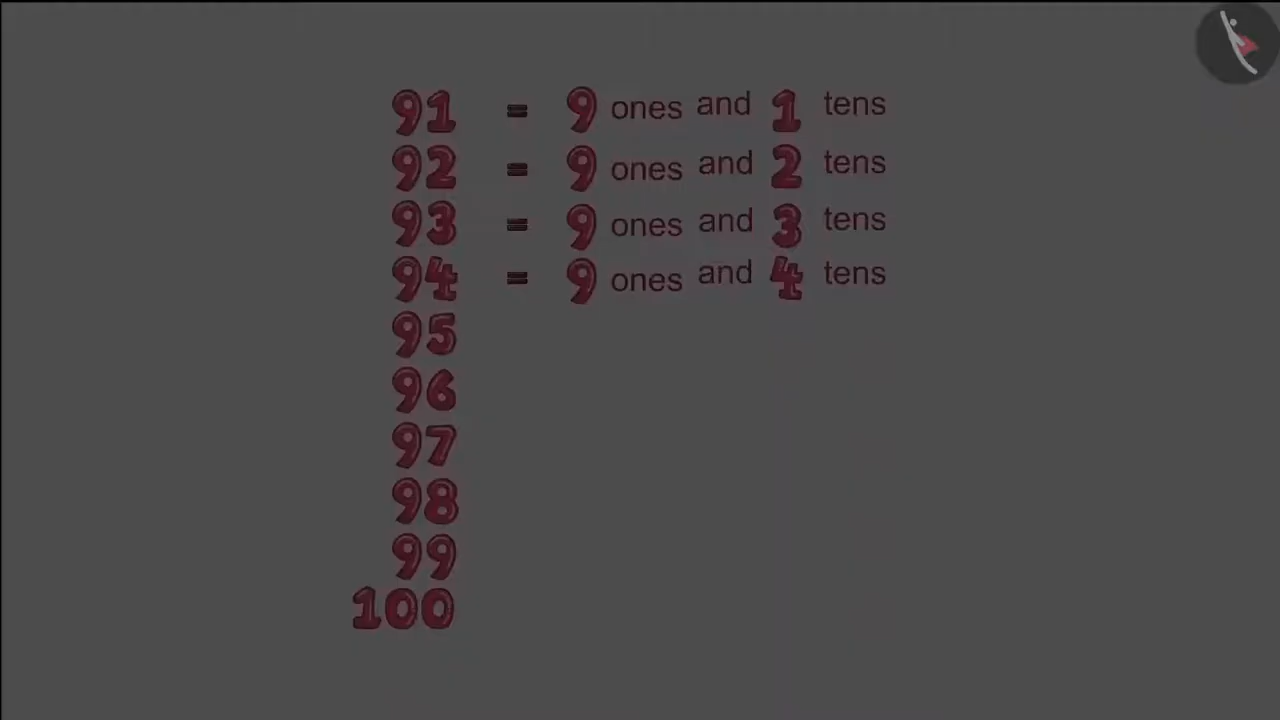 91 = 9 ones and 1 tens
92 = 9 ones and 2 tens
93 = 9 ones and 3 tens
94 = 9 ones and 4 tens
95
96
97
98
99
100